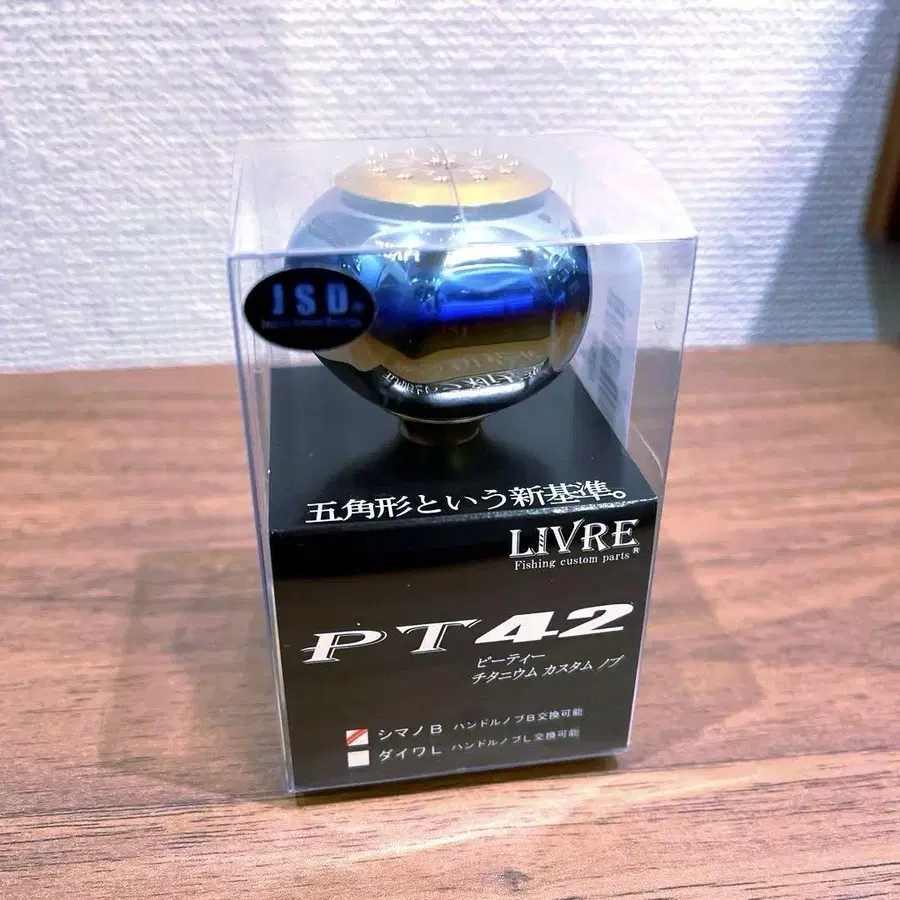 JSD
五角形という新基準。
LIVRE
Fishing custom parts
PT42
ピーティー
チタニウム カスタム ノブ
シマノB ハンドルノブB交換可能
ダイワL ハンドルノブL交換可能